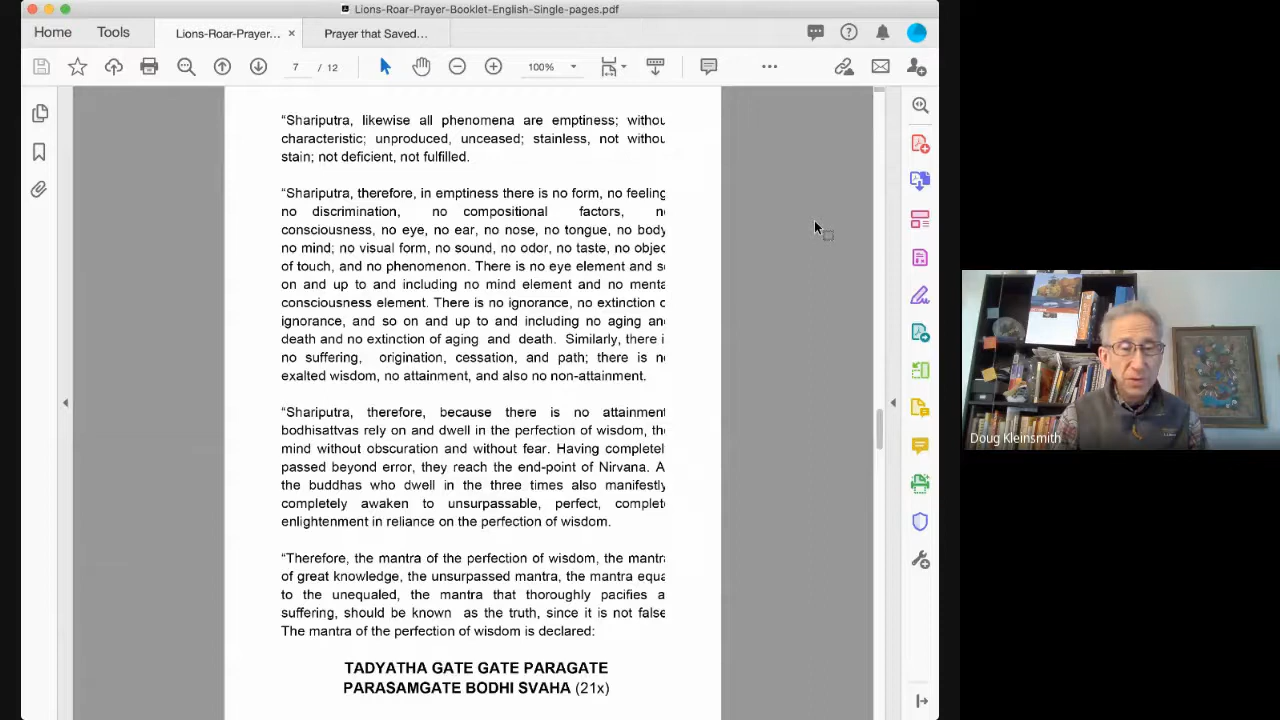 Lions-Roar-Prayer-Booklet-English-Single-pages.pdf
Home Tools Lions-Roar-Prayer... × Prayer that Saved...
7 / 12 100%
“Shariputra, likewise all phenomena are emptiness; withou
characteristic; unproduced, unceased; stainless, not withou
stain; not deficient, not fulfilled.
“Shariputra, therefore, in emptiness there is no form, no feeling
no discrimination, no compositional factors, n
consciousness, no eye, no ear, no nose, no tongue, no body
no mind; no visual form, no sound, no odor, no taste, no objec
of touch, and no phenomenon. There is no eye element and s
on and up to and including no mind element and no menta
consciousness element. There is no ignorance, no extinction
ignorance, and so on and up to and including no aging an
death and no extinction of aging and death. Similarly, there i
no suffering, origination, cessation, and path; there is n
exalted wisdom, no attainment, and also no non-attainment.
“Shariputra, therefore, because there is no attainment
bodhisattvas rely on and dwell in the perfection of wisdom, th
mind without obscuration and without fear. Having completel
passed beyond error, they reach the end-point of Nirvana. A
the buddhas who dwell in the three times also manifestly
completely awaken to unsurpassable, perfect, complet
enlightenment in reliance on the perfection of wisdom.
“Therefore, the mantra of the perfection of wisdom, the mantr
of great knowledge, the unsurpassed mantra, the mantra equa
to the unequaled, the mantra that thoroughly pacifies a
suffering, should be known as the truth, since it is not false
The mantra of the perfection of wisdom is declared:
TADYATHA GATE GATE PARAGATE
PARASAMGATE BODHI SVAHA (21x)
Doug Kleinsmith